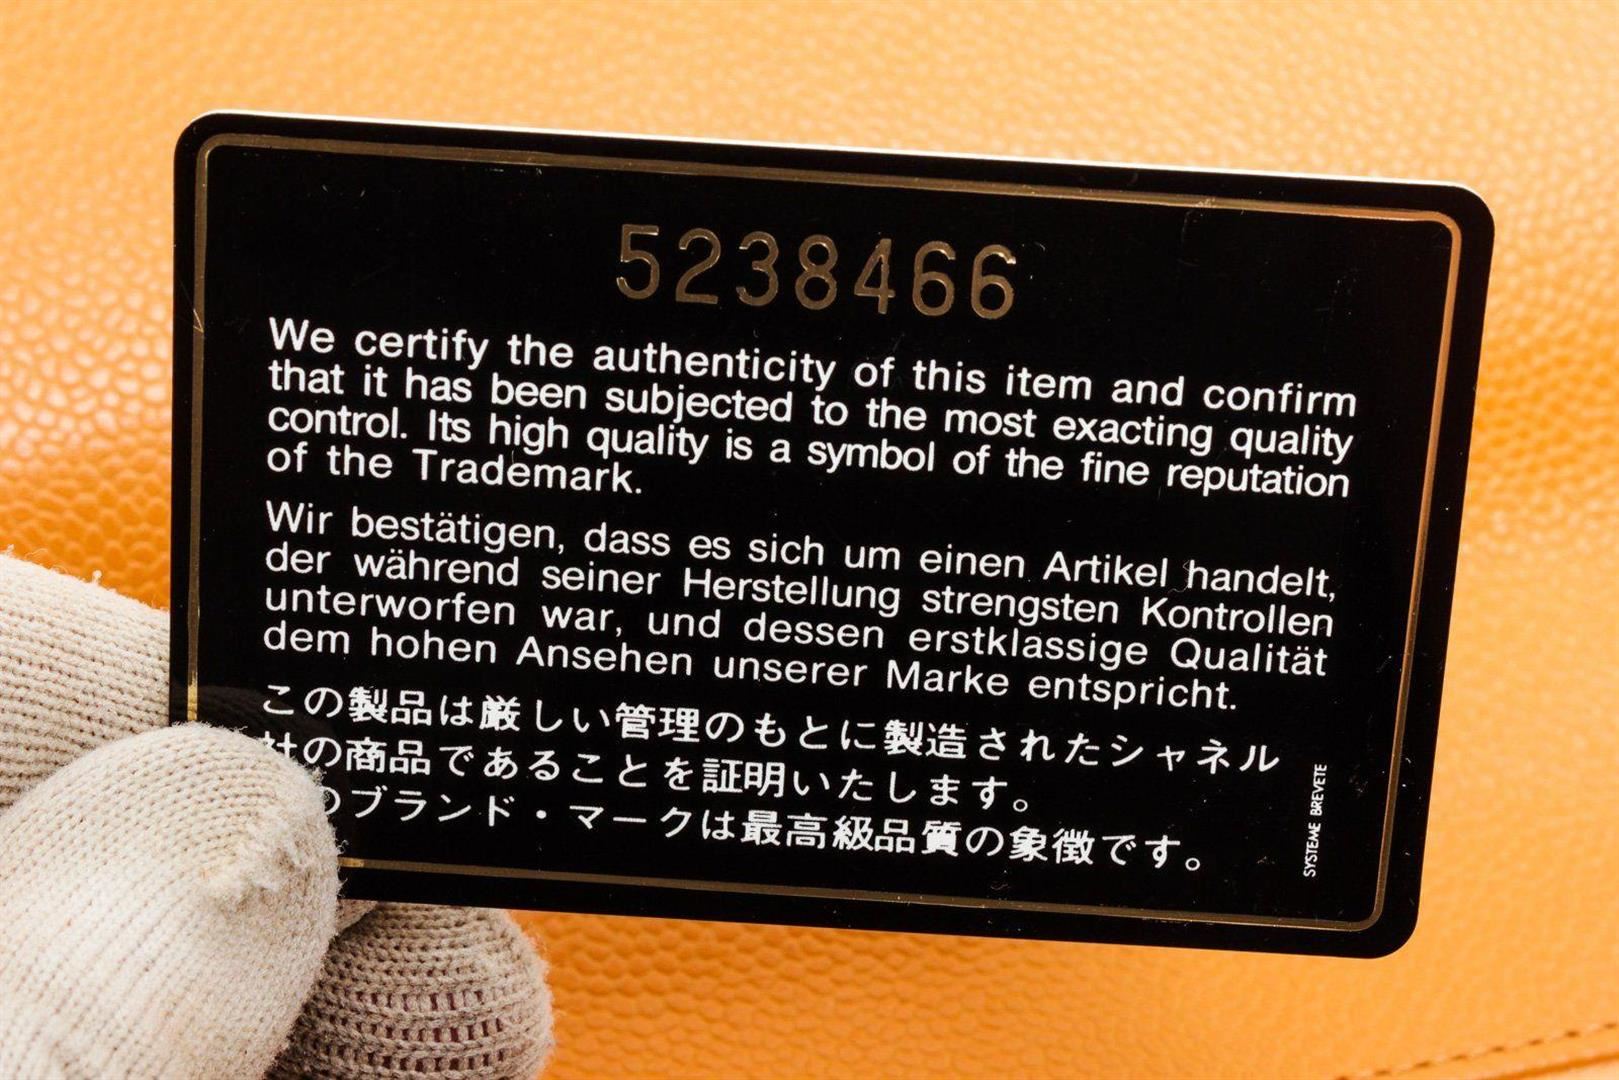 5238466
We certify the authenticity of this item and confirm
that it has been subjected to the most exacting quality
control. Its high quality is a symbol of the fine reputation
of the Trademark.
Wir bestätigen, dass es sich um einen Artikel handelt,
der während seiner Herstellung strengsten Kontrollen
unterworfen war, und dessen erstklassige Qualität
dem hohen Ansehen unserer Marke entspricht.
この製品は厳しい管理のもとに製造されたシャネル
社の商品であることを証明いたします。
のブランド・マークは最高級品質の象徴です。
SYSTEME BREVETE